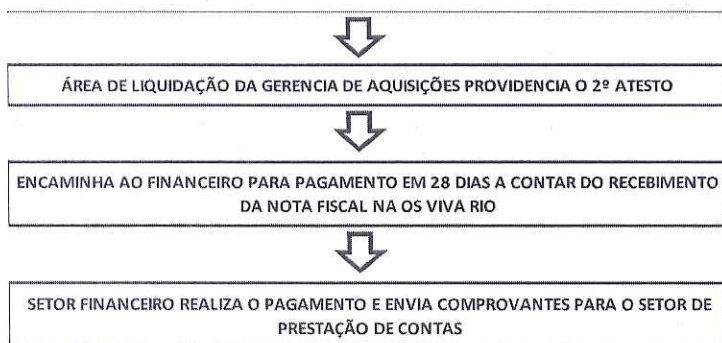 ÁREA DE LIQUIDAÇÃO DA GERENCIA DE AQUISIÇÕES PROVIDENCIA O 2º ATESTO
ENCAMINHA AO FINANCEIRO PARA PAGAMENTO EM 28 DIAS A CONTAR DO RECEBIMENTO
DA NOTA FISCAL NA OS VIVA RIO
SETOR FINANCEIRO REALIZA O PAGAMENTO E ENVIA COMPROVANTES PARA O SETOR DE
PRESTAÇÃO DE CONTAS